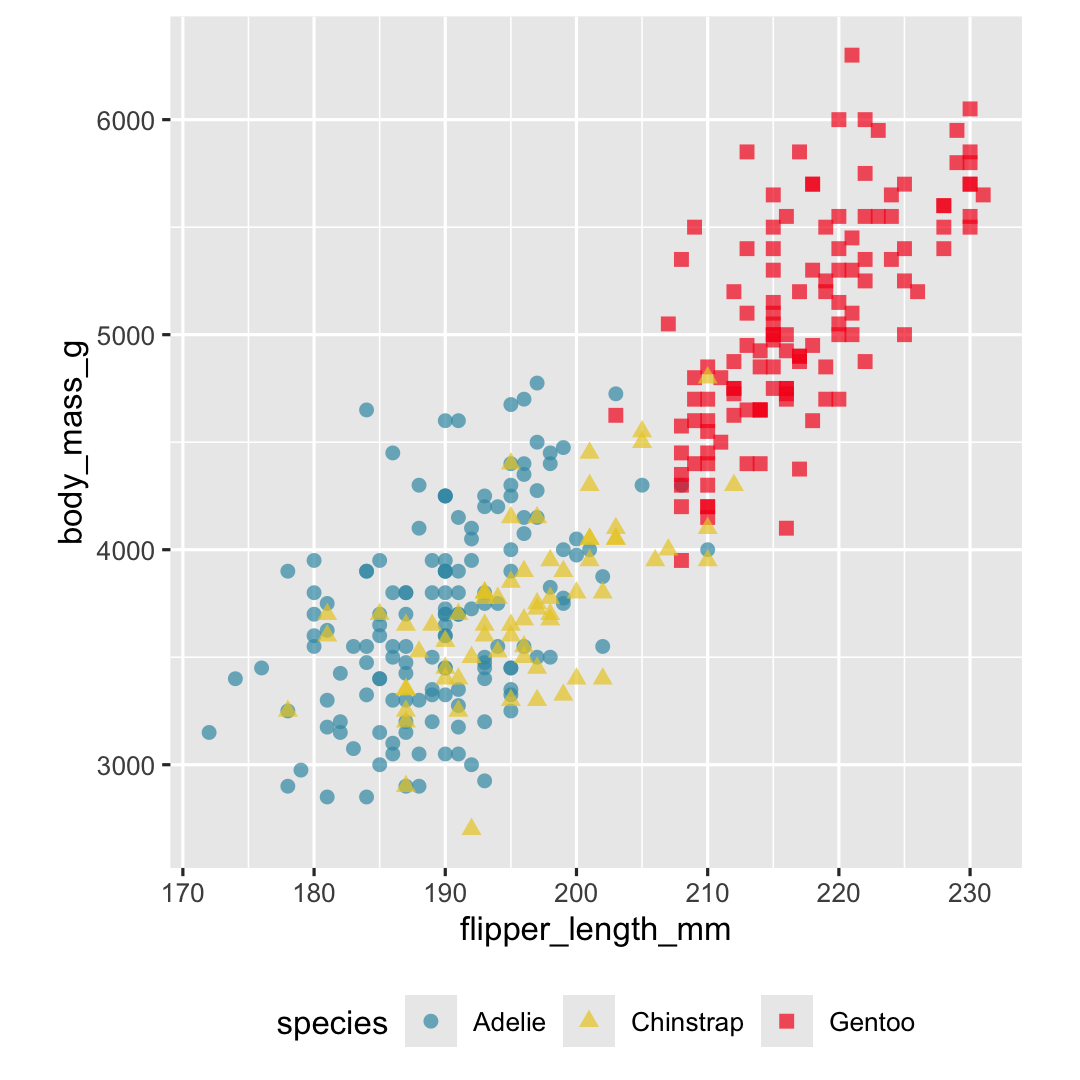 6000
5000
4000
3000
body_mass_g
170 180 190 200 210 220 230
flipper_length_mm
species Adelie Chinstrap Gentoo